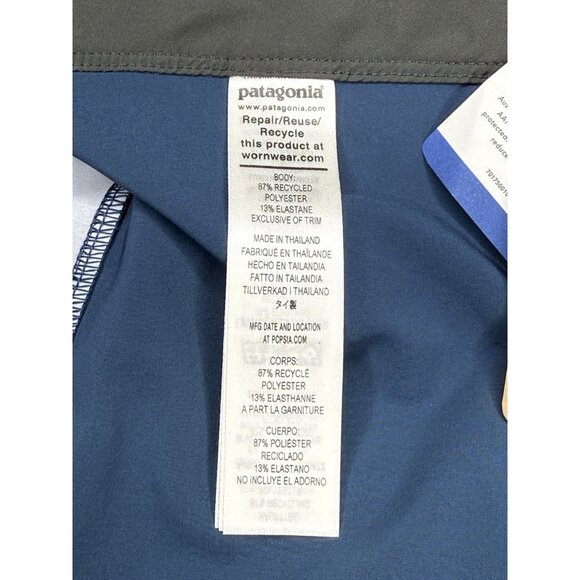 patagonia®
www.patagonia.com
Repair/Reuse/
Recycle
this product at
wornwear.com
BODY:
87% RECYCLED
POLYESTER
13% ELASTANE
EXCLUSIVE OF TRIM
MADE IN THAILAND
FABRIQUÉ EN THAÏLANDE
HECHO EN TAILANDIA
FATTO IN TAILANDIA
TILLVERKAD I THAILAND
タイ製
MFG DATE AND LOCATION
AT PCPSIA.COM
CORPS:
87% RECYCLÉ
POLYESTER
13% ELASTHANNE
A PART LA GARNITURE
CUERPO:
87% POLIÉSTER
RECICLADO
13% ELASTANO
NO INCLUYE EL ADORNO
protected.
reduce